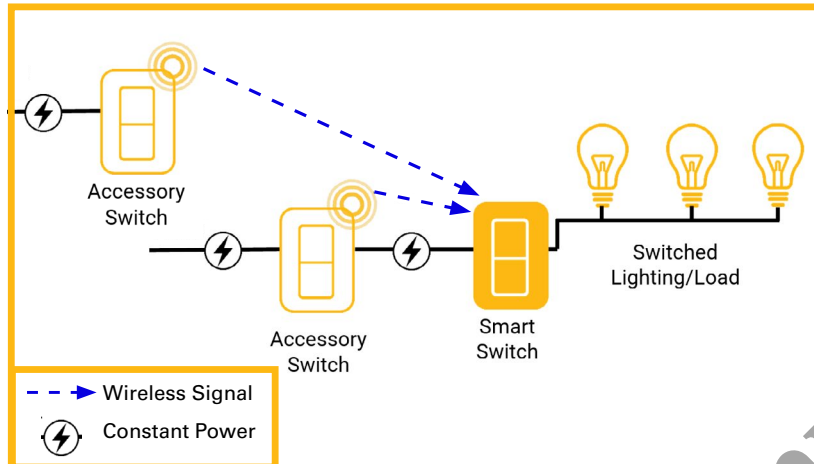 Accessory
Switch
Accessory
Switch
Smart
Switch
Switched
Lighting/Load
Wireless Signal
Constant Power